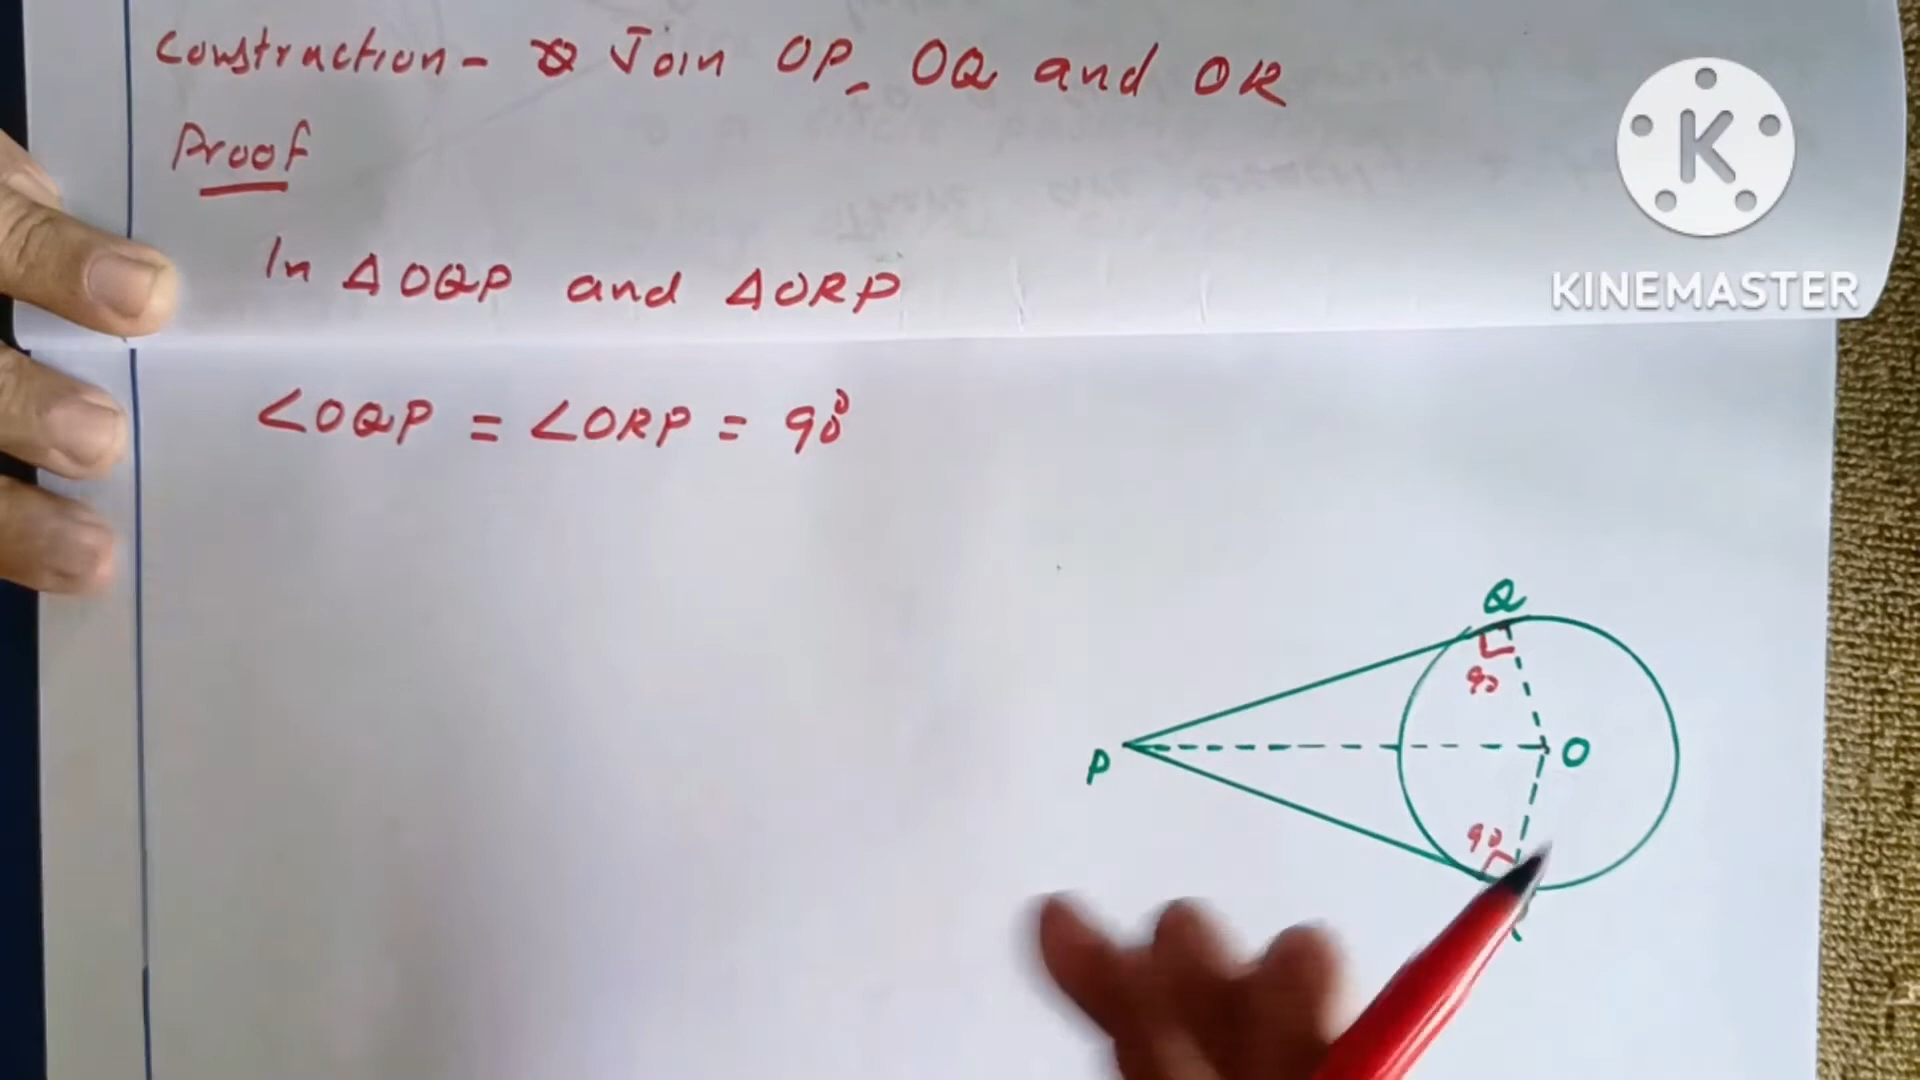 Construction - Join OP, OQ and OR
Proof
In ΔOQP and ΔORP
∠OQP = ∠ORP = 90°
K
KINEMASTER
Q
90
P
O
90